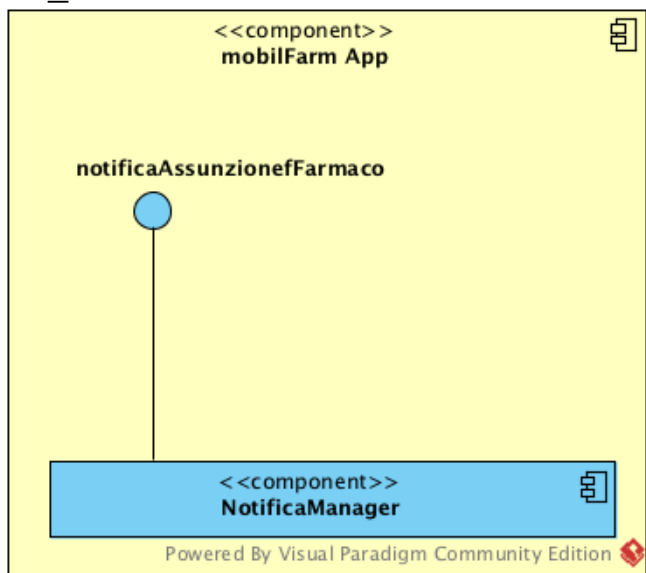 <<component>>
mobilFarm App
notificaAssunzionefFarmaco
<<component>>
NotificaManager
Powered By Visual Paradigm Community Edition